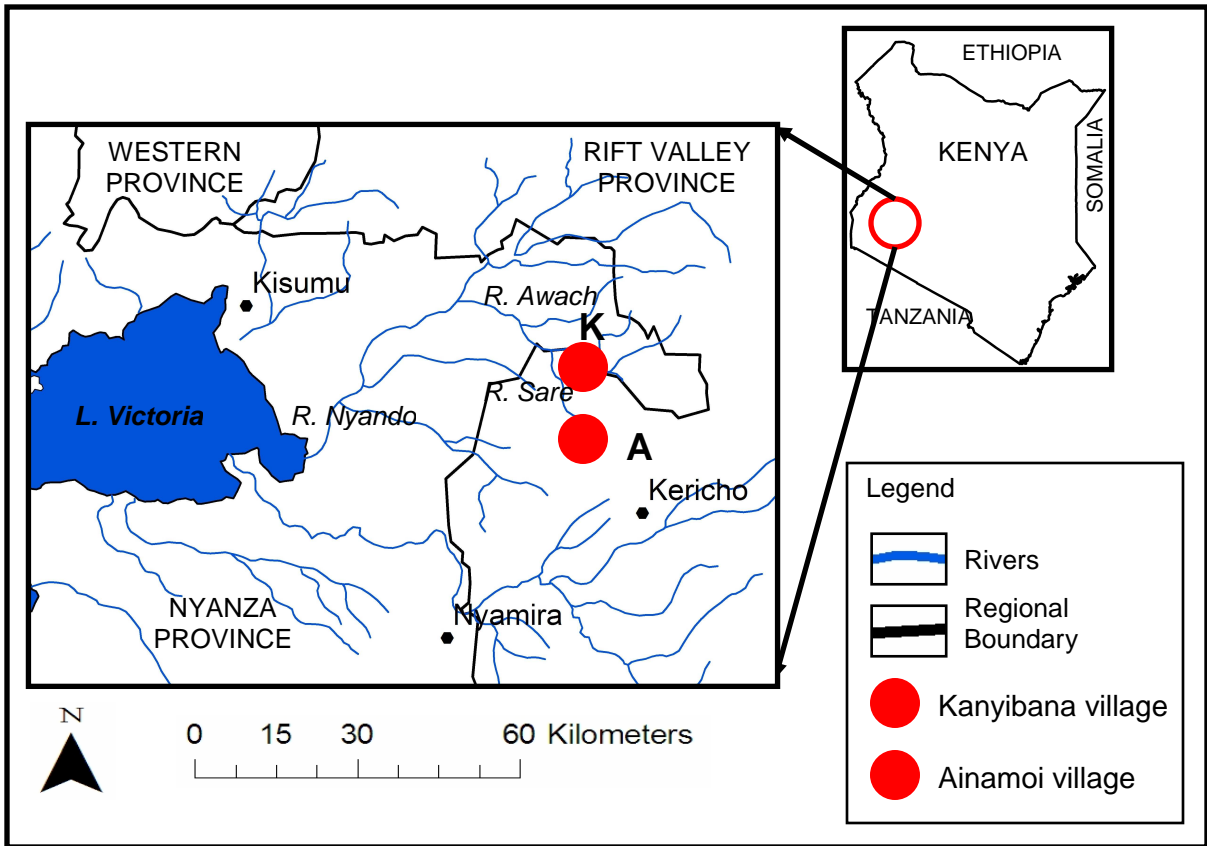 ETHIOPIA
KENYA
SOMALIA
TANZANIA
WESTERN
PROVINCE
RIFT VALLEY
PROVINCE
Kisumu
R. Awach
K
R. Sare
L. Victoria
R. Nyando
A
Kericho
NYANZA
PROVINCE
Nyamira
N
0 15 30 60 Kilometers
Legend
Rivers
Regional
Boundary
Kanyibana village
Ainamoi village